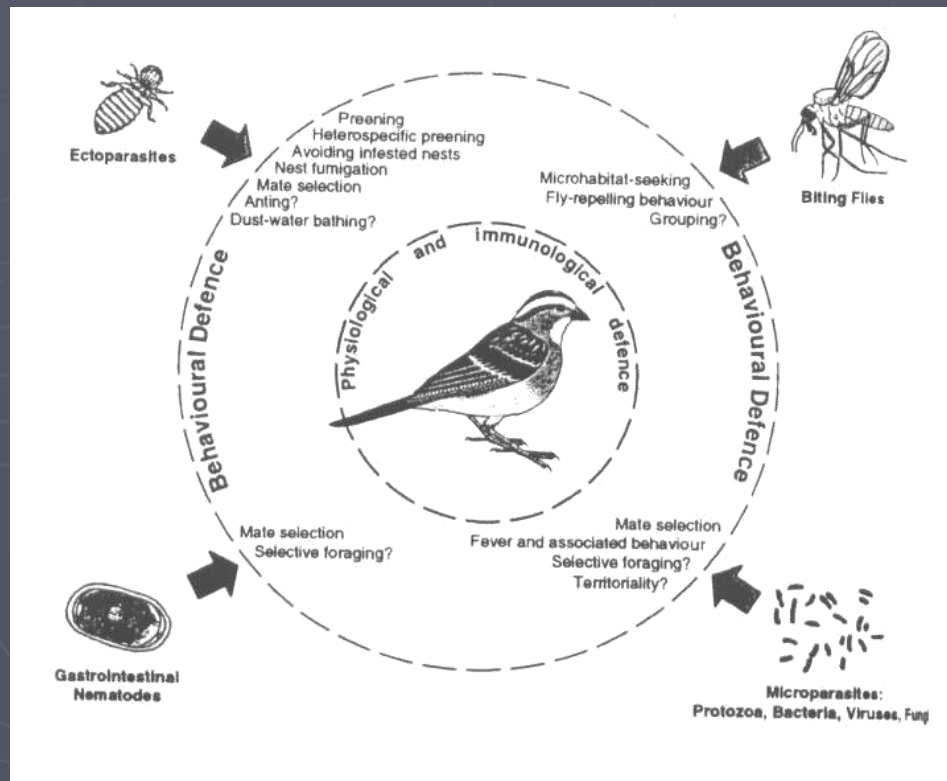 Ectoparasites
Preening
Heterospecific preening
Avoiding infested nests
Nest fumigation
Mate selection
Anting?
Dust-water bathing?
Biting Flies
Microhabitat-seeking
Fly-repelling behaviour
Grouping?
Behavioural Defence
Physiological and immunological defence
Behavioural Defence
Mate selection
Selective foraging?
Gastrointestinal
Nematodes
Mate selection
Fever and associated behaviour
Selective foraging?
Territoriality?
Microparasites:
Protozoa, Bacteria, Viruses, Fungi